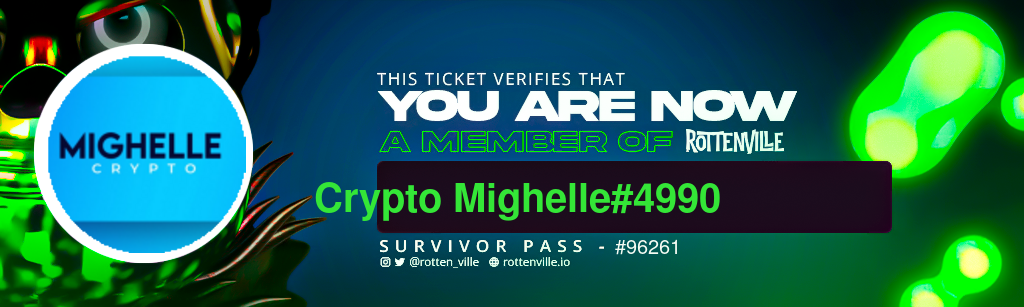 MIGHELLE
CRYPTO
THIS TICKET VERIFIES THAT
YOU ARE NOW
A MEMBER OF ROTTENVILLE
Crypto Mighelle#4990
SURVIVOR PASS - #96261
@rotten_ville rottenville.io